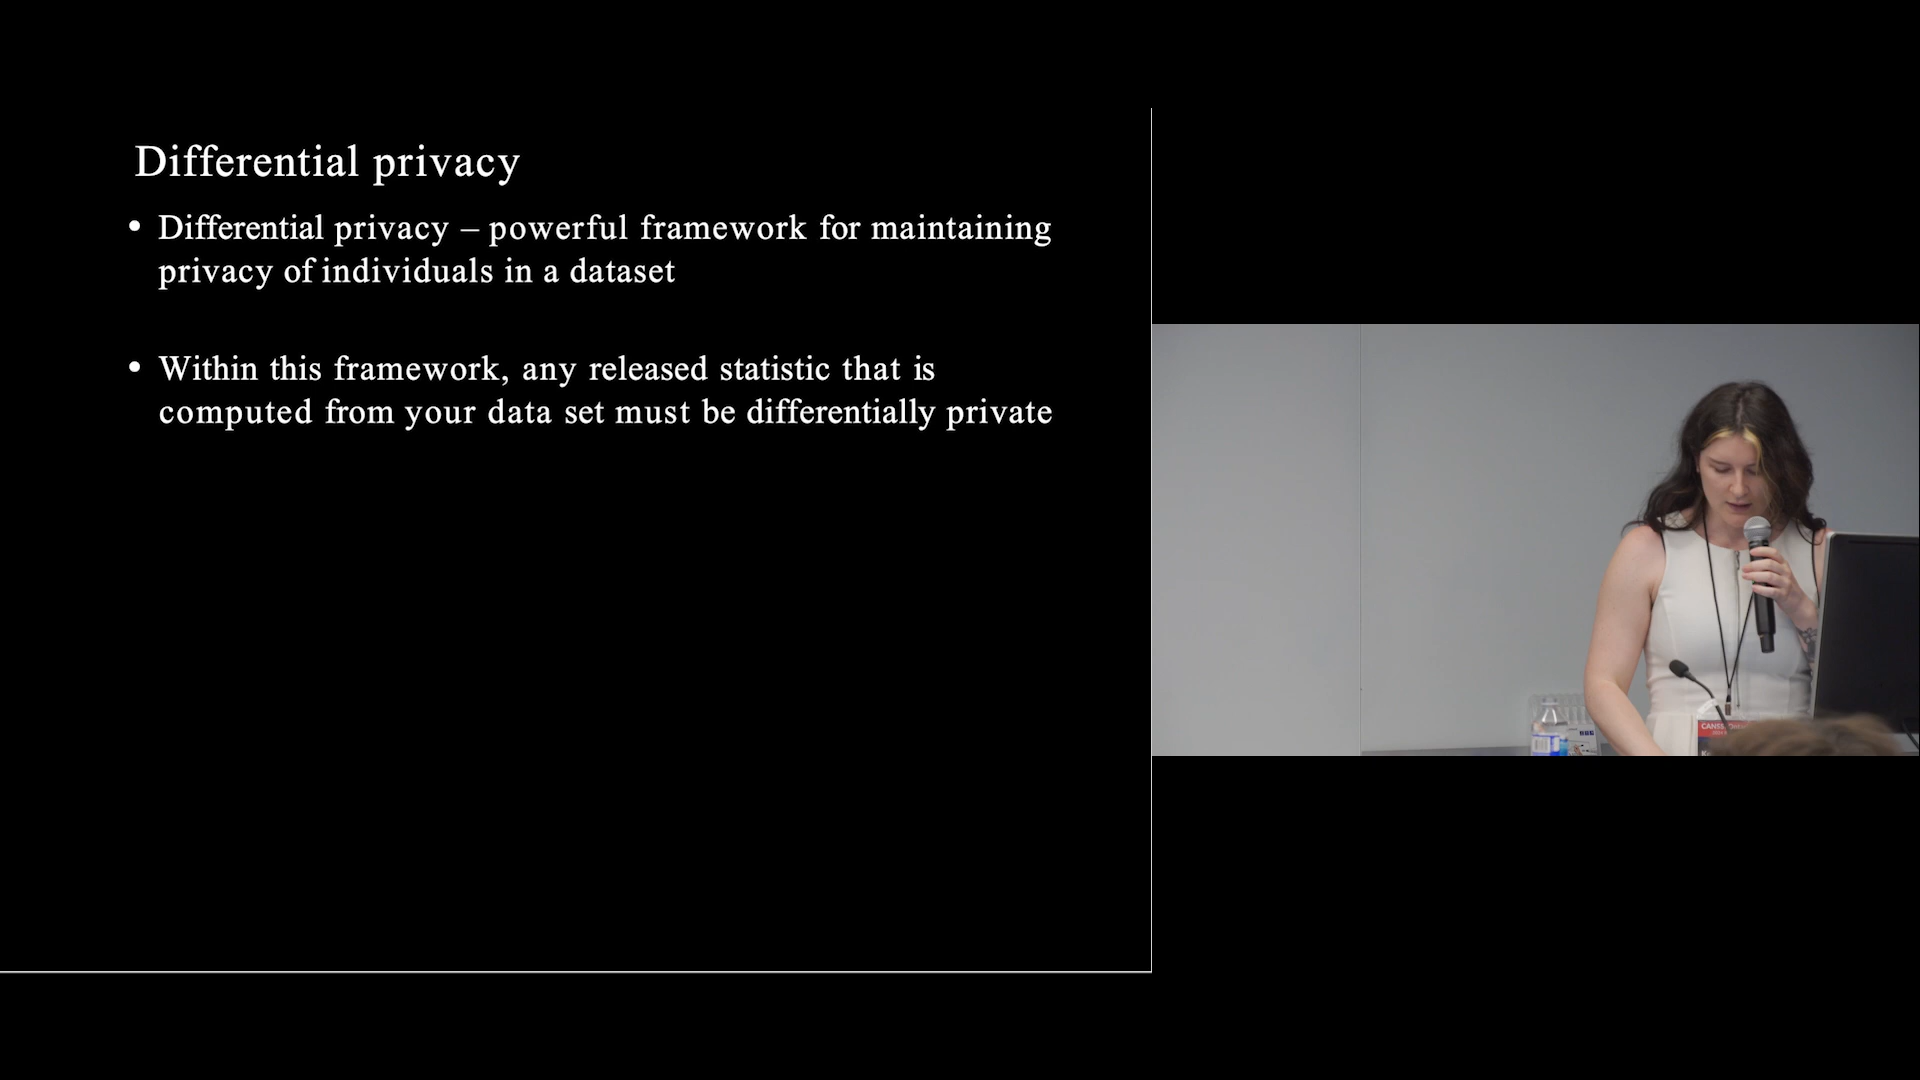 Differential privacy
• Differential privacy – powerful framework for maintaining
privacy of individuals in a dataset
• Within this framework, any released statistic that is
computed from your data set must be differentially private